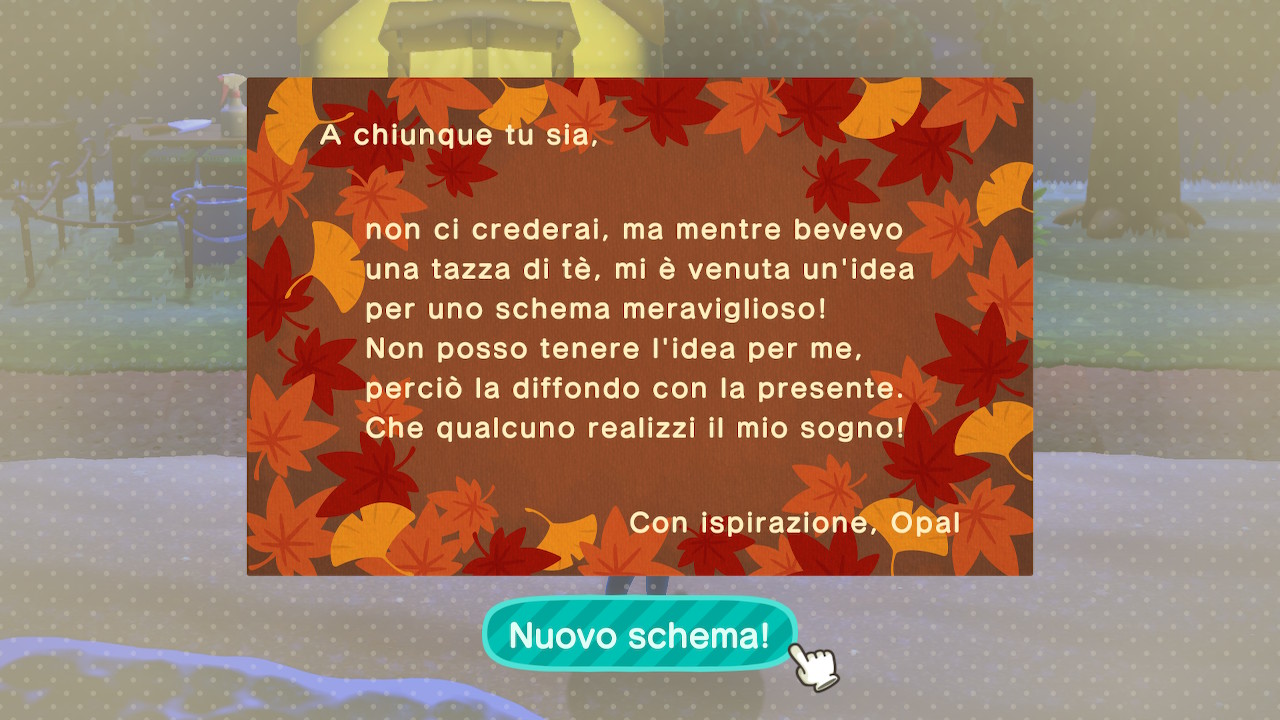 A chiunque tu sia,
non ci crederai, ma mentre bevevo
una tazza di tè, mi è venuta un'idea
per uno schema meraviglioso!
Non posso tenere l'idea per me,
perciò la diffondo con la presente.
Che qualcuno realizzi il mio sogno!
Con ispirazione, Opal
Nuovo schema!